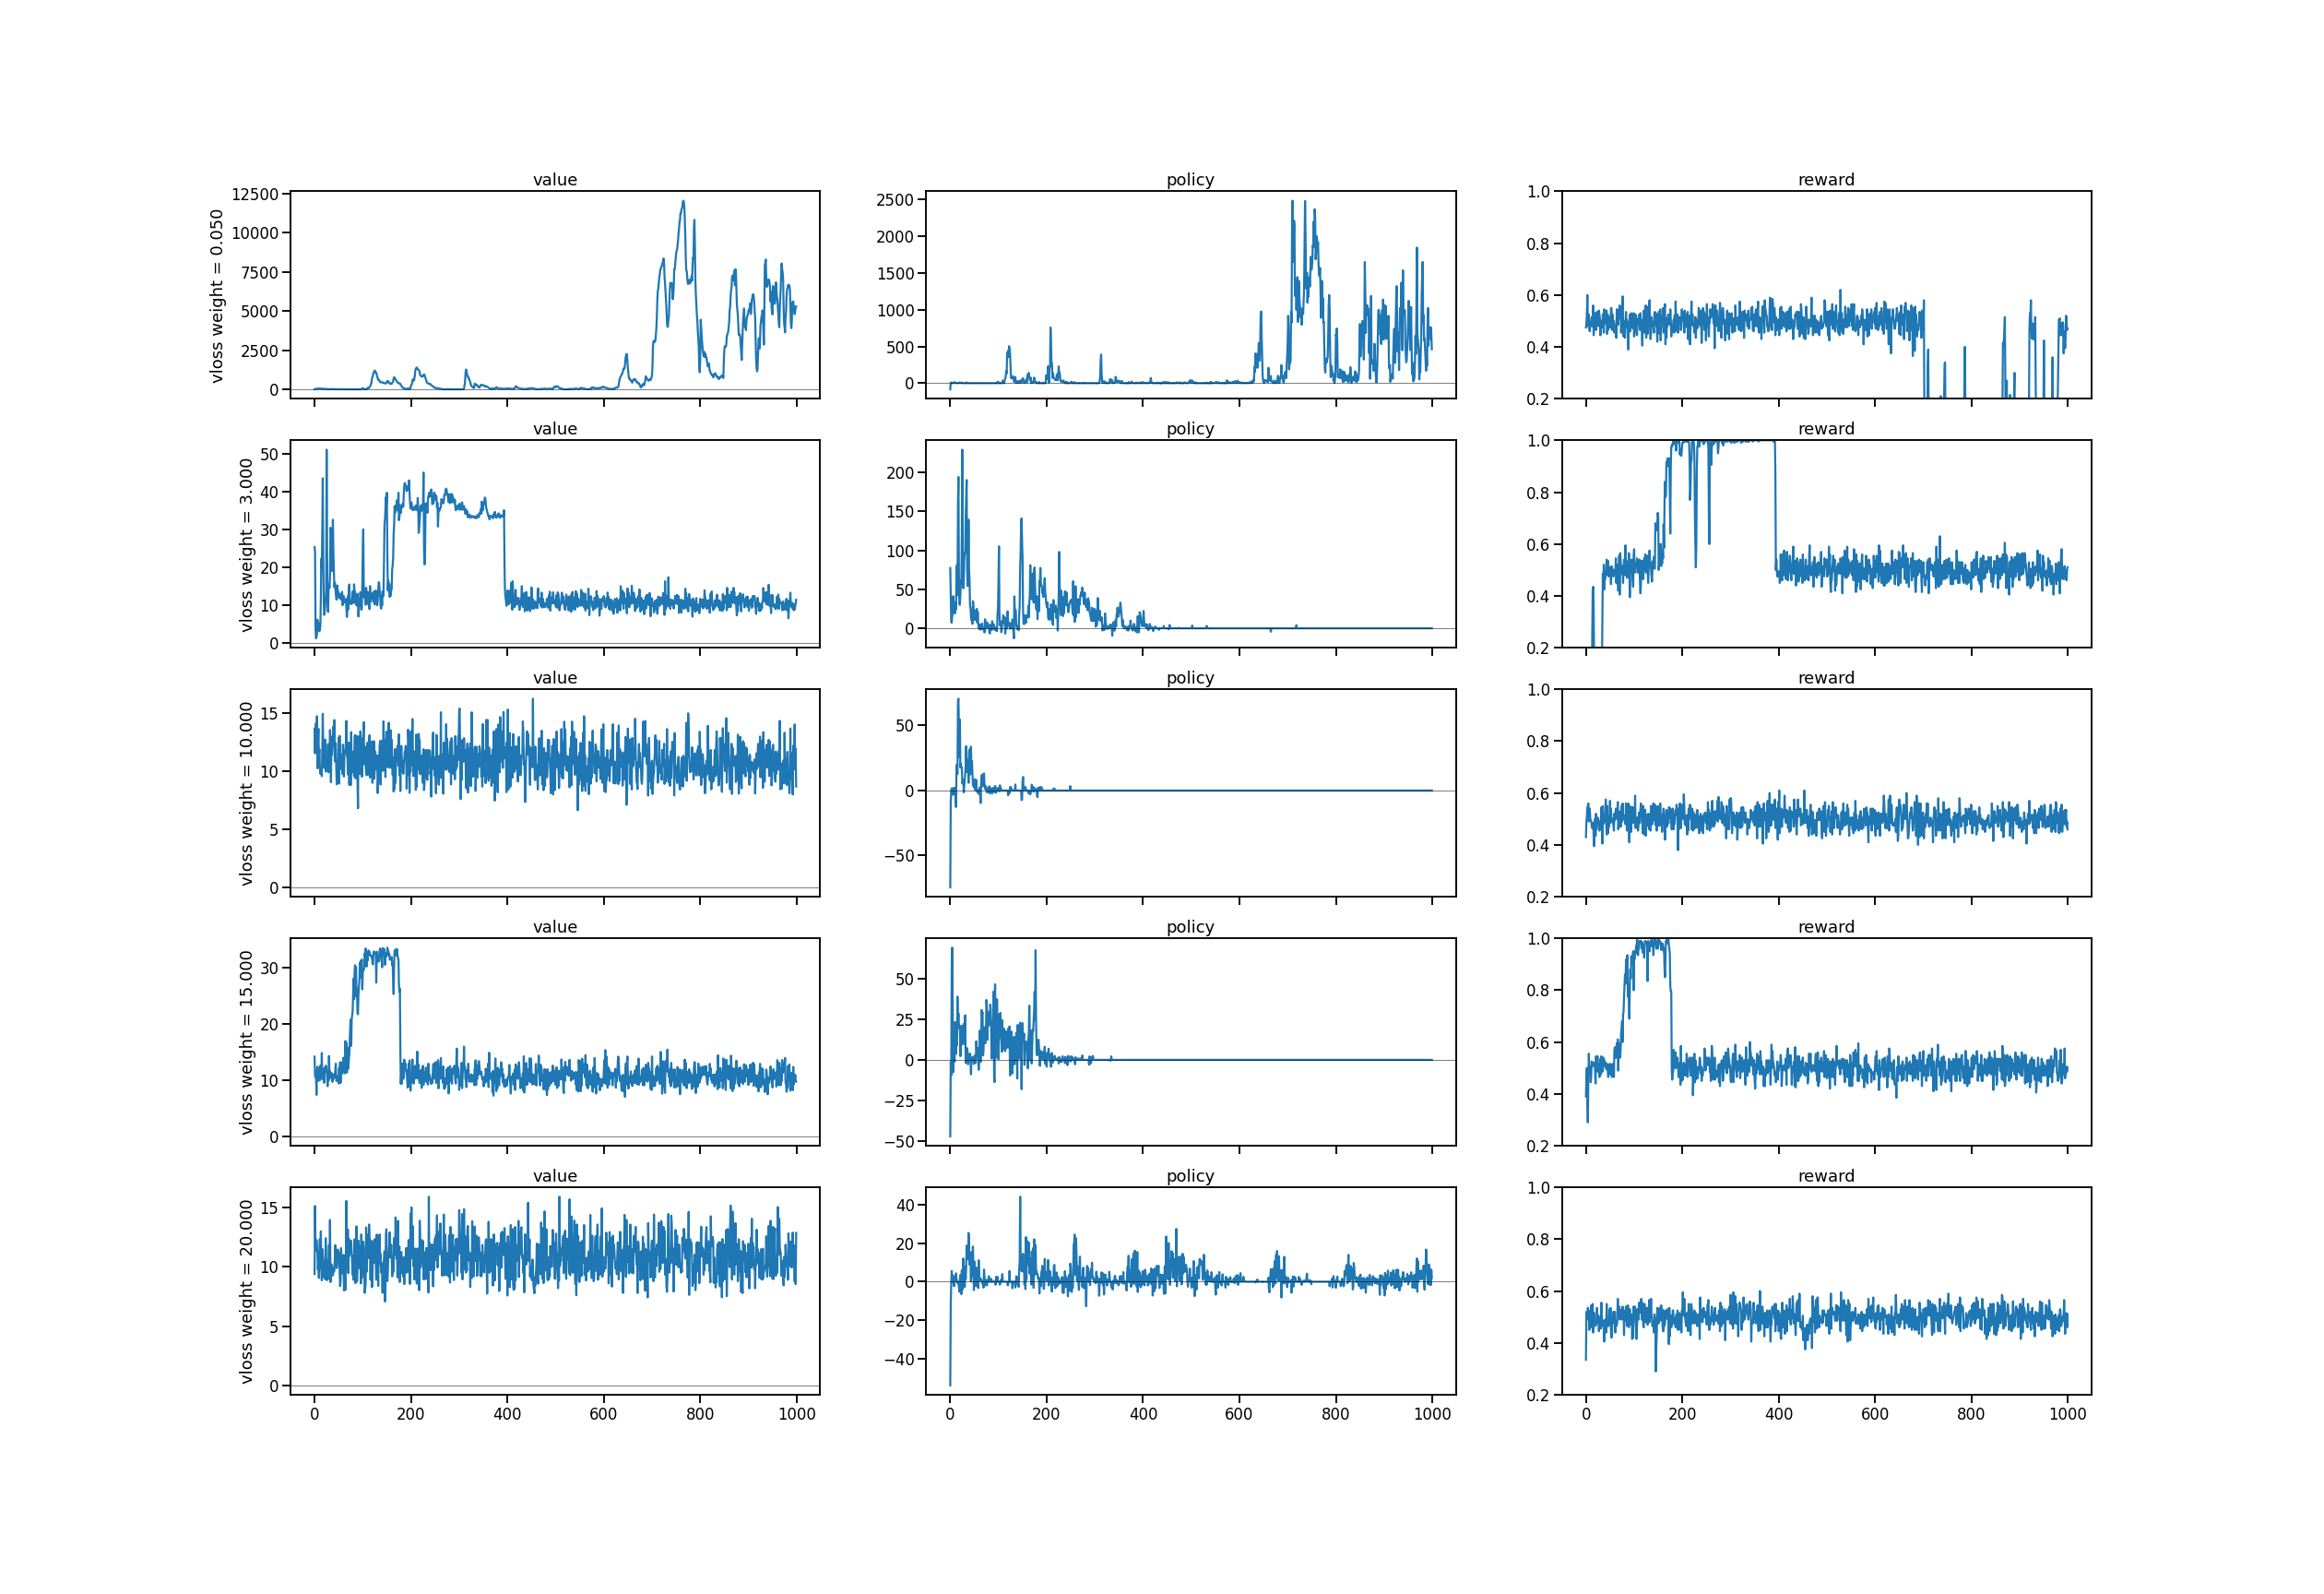 value policy reward
vloss weight = 0.050
12500 10000 7500 5000 2500 0
2500 2000 1500 1000 500 0
1.0 0.8 0.6 0.4 0.2
value policy reward
vloss weight = 3.000
50 40 30 20 10 0
200 150 100 50 0
1.0 0.8 0.6 0.4 0.2
value policy reward
vloss weight = 10.000
15 10 5 0
50 0 −50
1.0 0.8 0.6 0.4 0.2
value policy reward
vloss weight = 15.000
30 20 10 0
50 25 0 −25 −50
1.0 0.8 0.6 0.4 0.2
value policy reward
vloss weight = 20.000
15 10 5 0
40 20 0 −20 −40
1.0 0.8 0.6 0.4 0.2
0 200 400 600 800 1000
0 200 400 600 800 1000
0 200 400 600 800 1000